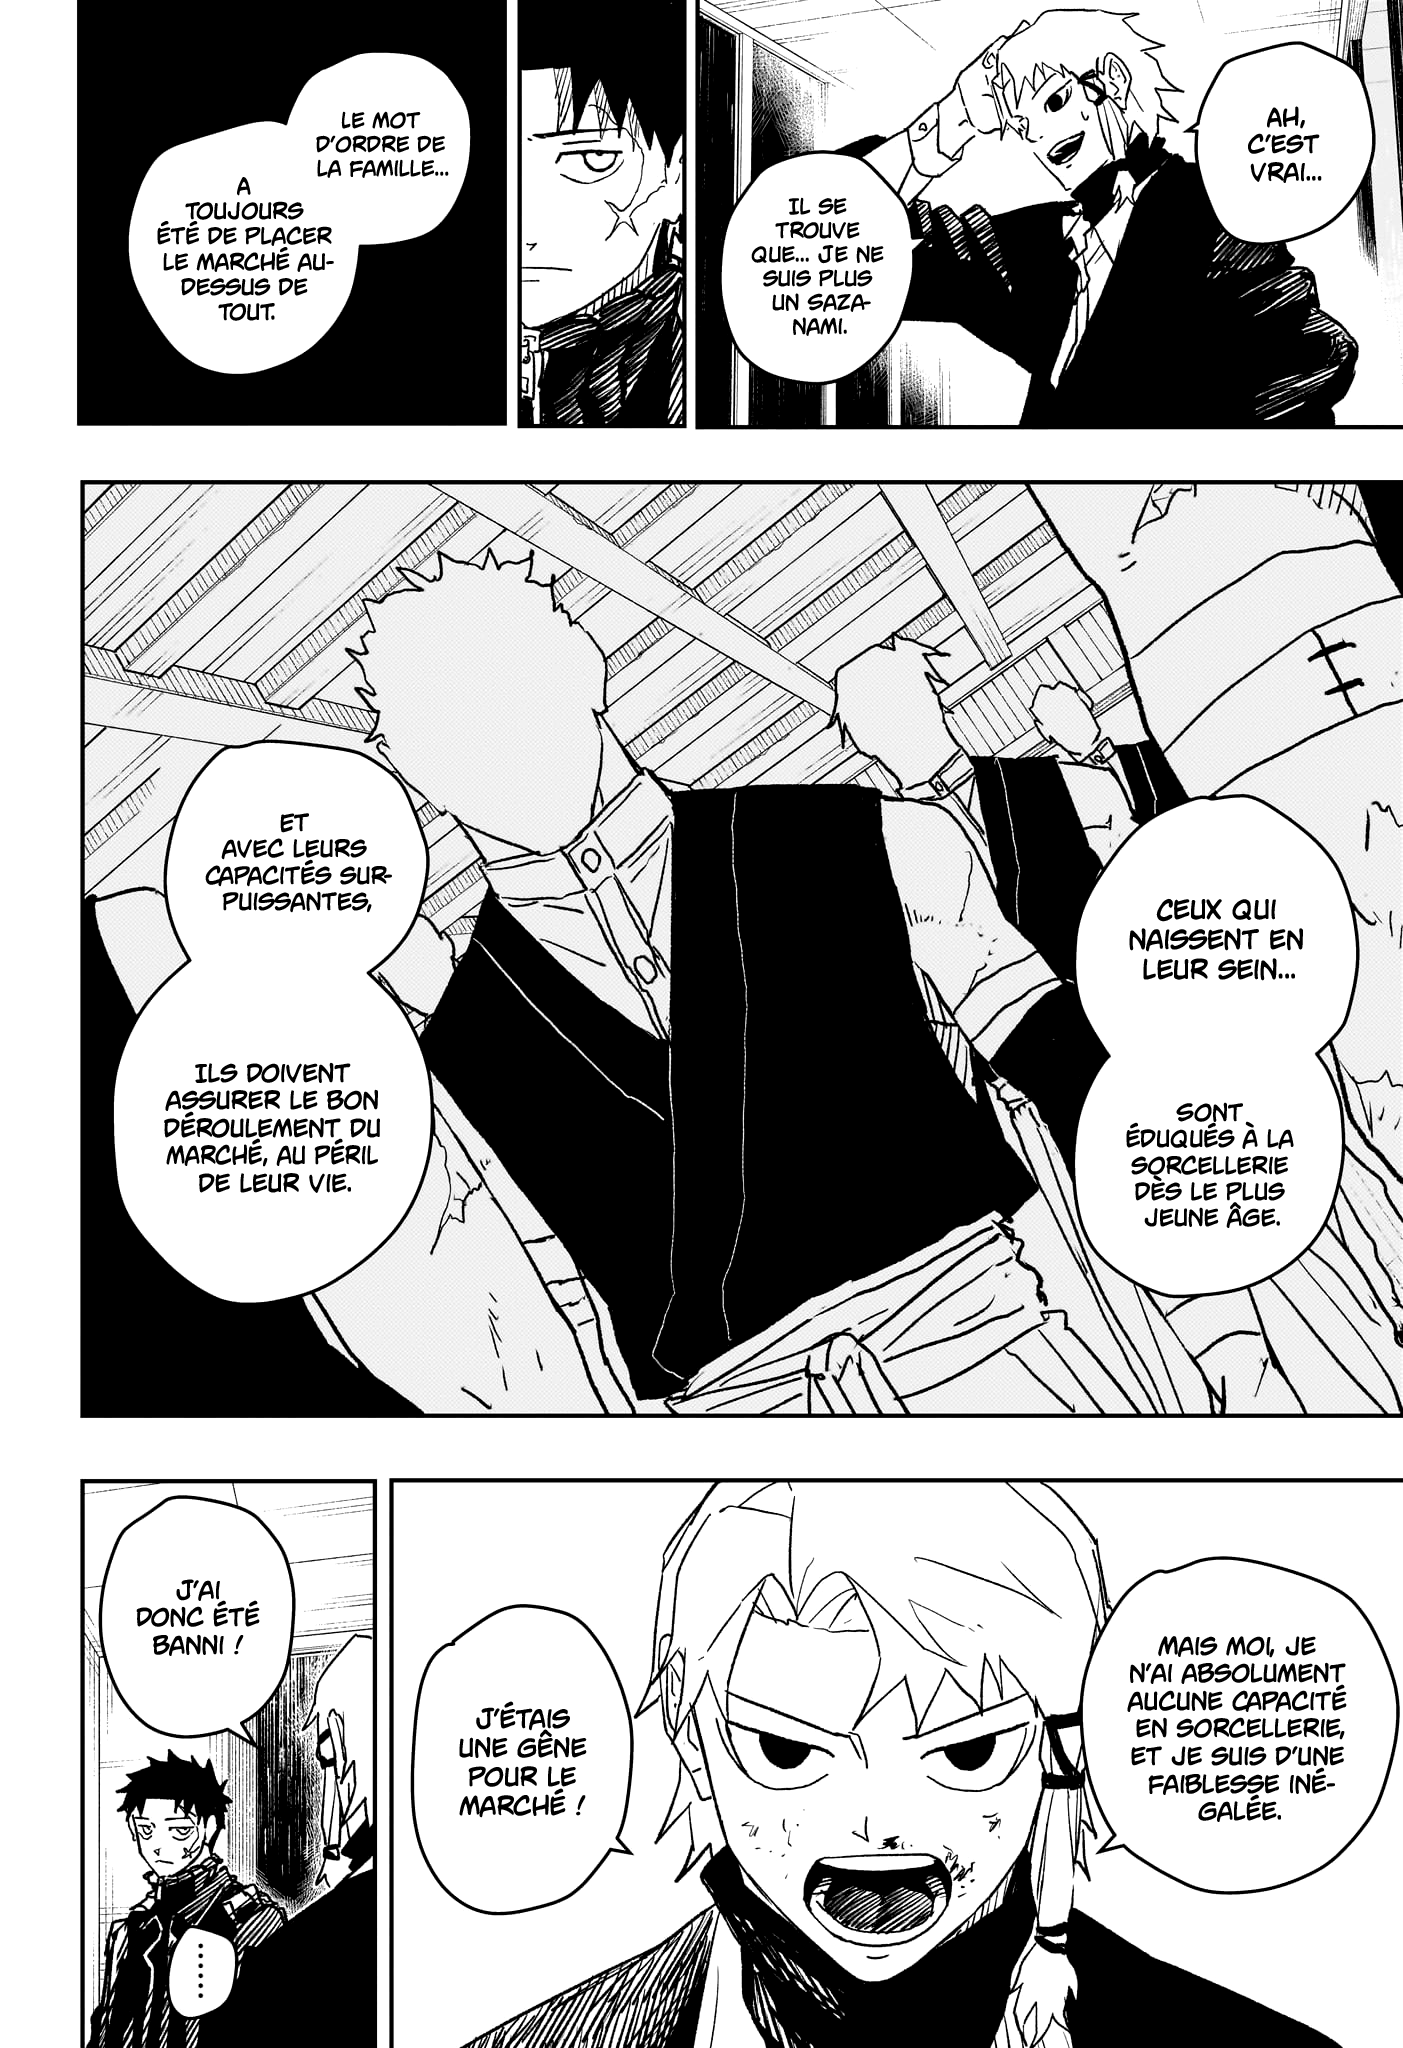 AH,
C'EST
VRAI...
IL SE
TROUVE
QUE... JE NE
SUIS PLUS
UN SAZA-
NAMI.
LE MOT
D'ORDRE DE
LA FAMILLE...
A
TOUJOURS
ÉTÉ DE PLACER
LE MARCHÉ AU-
DESSUS DE
TOUT.
CEUX QUI
NAISSENT EN
LEUR SEIN...
SONT
ÉDUQUÉS À LA
SORCELLERIE
DÈS LE PLUS
JEUNE ÂGE.
ET
AVEC LEURS
CAPACITÉS SUR-
PUISSANTES,
ILS DOIVENT
ASSURER LE BON
DÉROULEMENT DU
MARCHÉ, AU PÉRIL
DE LEUR VIE.
MAIS MOI, JE
N'AI ABSOLUMENT
AUCUNE CAPACITÉ
EN SORCELLERIE,
ET JE SUIS D'UNE
FAIBLESSE INÉ-
GALÉE.
J'ÉTAIS
UNE GÊNE
POUR LE
MARCHÉ !
J'AI
DONC ÉTÉ
BANNI !
......